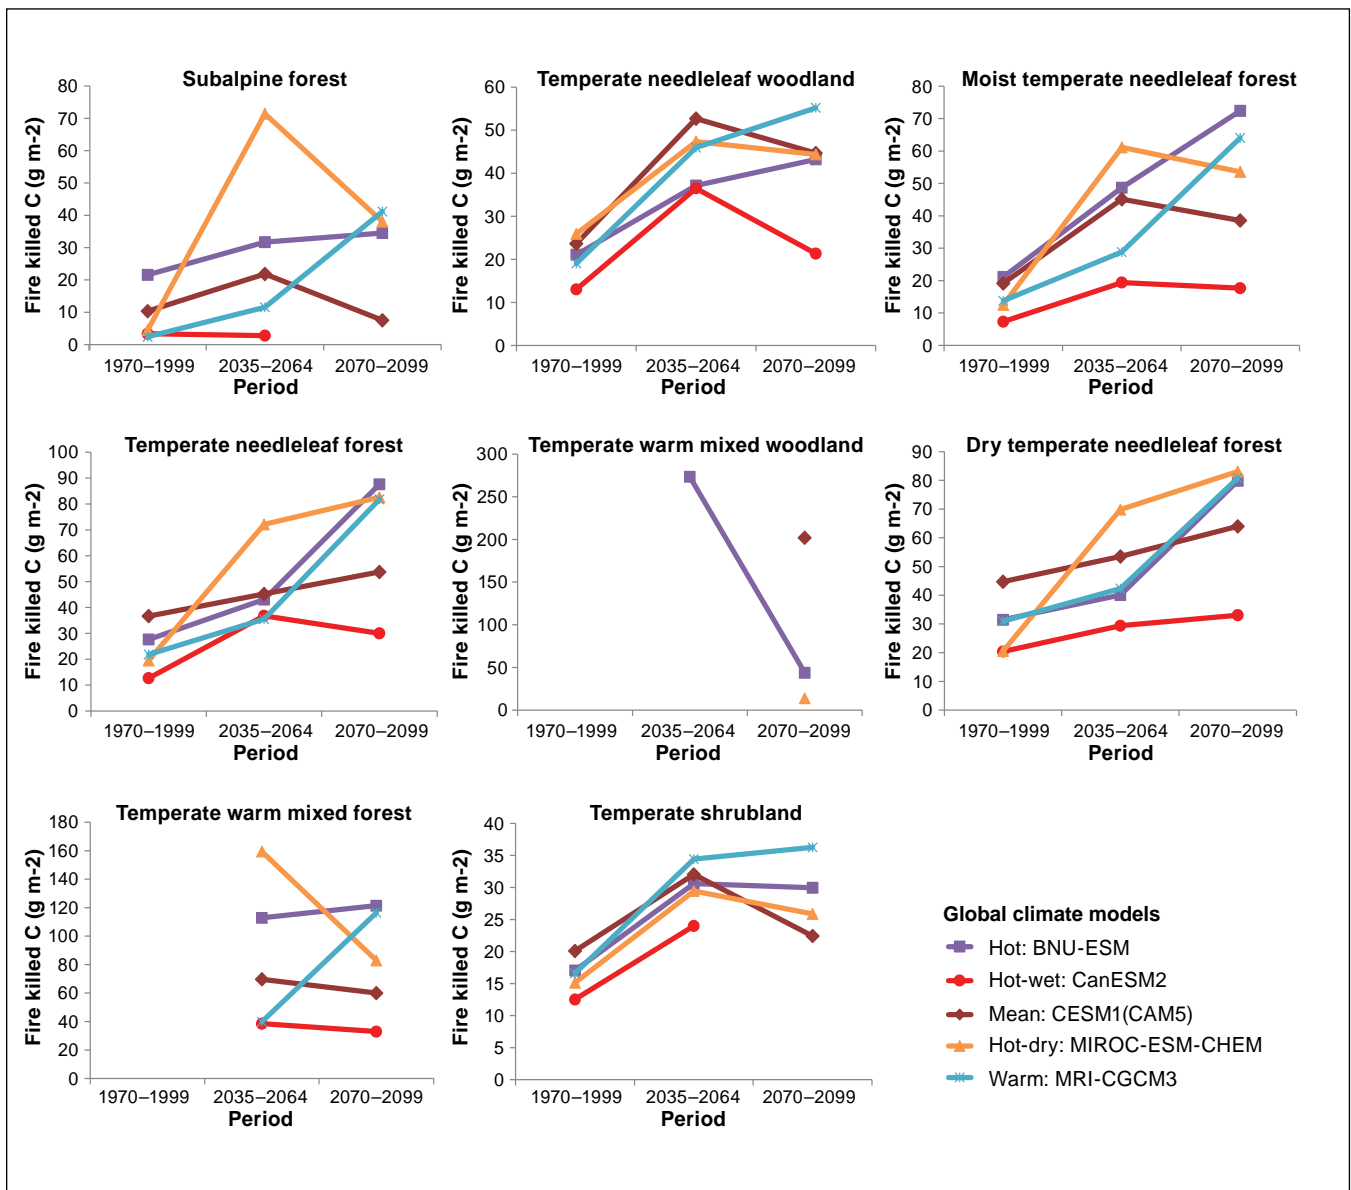 Subalpine forest
Fire killed C (g m-2)
80
70
60
50
40
30
20
10
0
1970–1999 2035–2064 2070–2099
Period
Temperate needleleaf woodland
Fire killed C (g m-2)
60
50
40
30
20
10
0
1970–1999 2035–2064 2070–2099
Period
Moist temperate needleleaf forest
Fire killed C (g m-2)
80
70
60
50
40
30
20
10
0
1970–1999 2035–2064 2070–2099
Period
Temperate needleleaf forest
Fire killed C (g m-2)
100
90
80
70
60
50
40
30
20
10
0
1970–1999 2035–2064 2070–2099
Period
Temperate warm mixed woodland
Fire killed C (g m-2)
300
250
200
150
100
50
0
1970–1999 2035–2064 2070–2099
Period
Dry temperate needleleaf forest
Fire killed C (g m-2)
90
80
70
60
50
40
30
20
10
0
1970–1999 2035–2064 2070–2099
Period
Temperate warm mixed forest
Fire killed C (g m-2)
180
160
140
120
100
80
60
40
20
0
1970–1999 2035–2064 2070–2099
Period
Temperate shrubland
Fire killed C (g m-2)
40
35
30
25
20
15
10
5
0
1970–1999 2035–2064 2070–2099
Period
Global climate models
Hot: BNU-ESM
Hot-wet: CanESM2
Mean: CESM1(CAM5)
Hot-dry: MIROC-ESM-CHEM
Warm: MRI-CGCM3